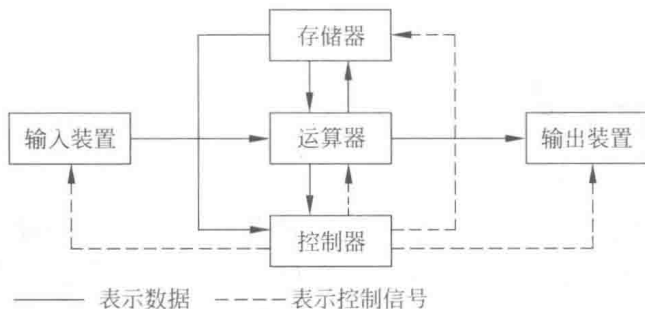 存储器
输入装置
运算器
输出装置
控制器
表示数据
表示控制信号